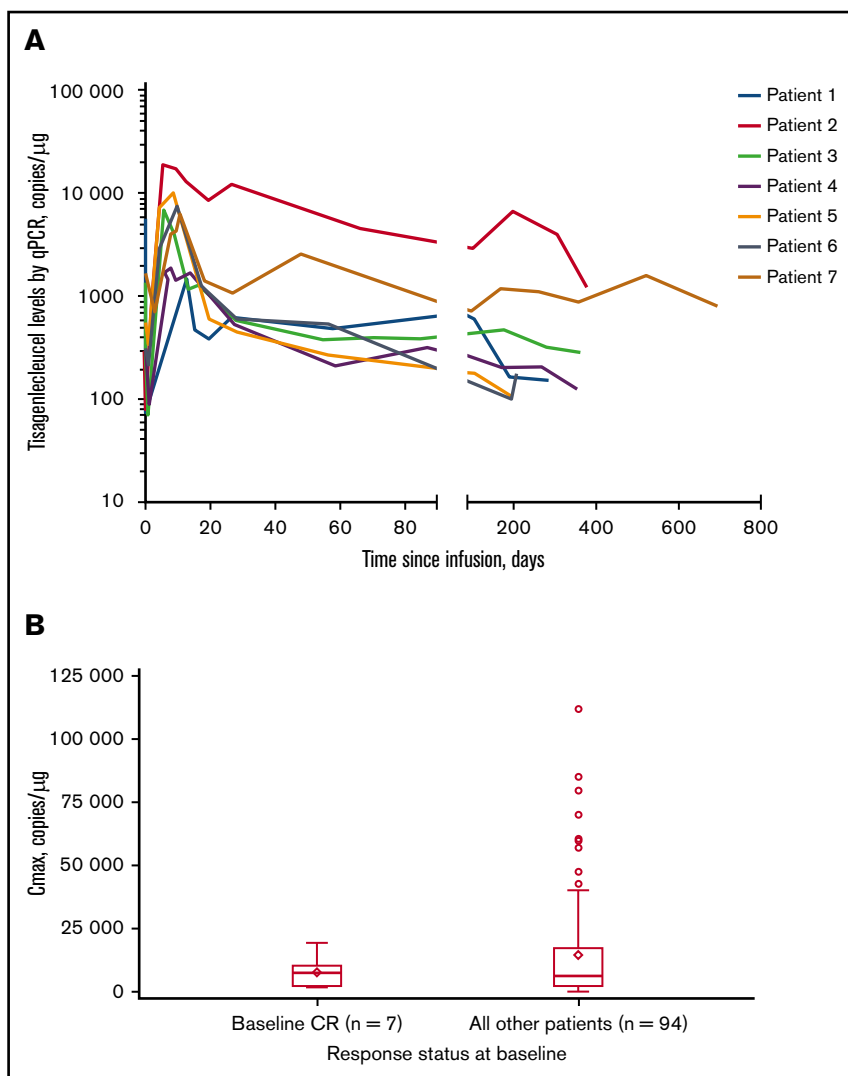 A
Tisagenlecleucel levels by qPCR, copies/µg
100 000
10 000
1000
100
10
0
20
40
60
80
200
400
600
800
Time since infusion, days
Patient 1
Patient 2
Patient 3
Patient 4
Patient 5
Patient 6
Patient 7
B
Cmax, copies/µg
125 000
100 000
75 000
50 000
25 000
0
Baseline CR (n = 7)
All other patients (n = 94)
Response status at baseline